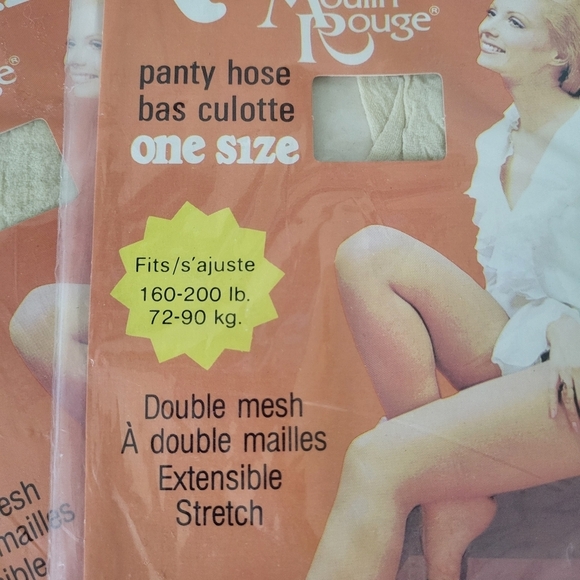 Moulin
Rouge®
panty hose
bas culotte
one size
Fits/s'ajuste
160-200 lb.
72-90 kg.
Double mesh
À double mailles
Extensible
Stretch
esh
mailles
ible